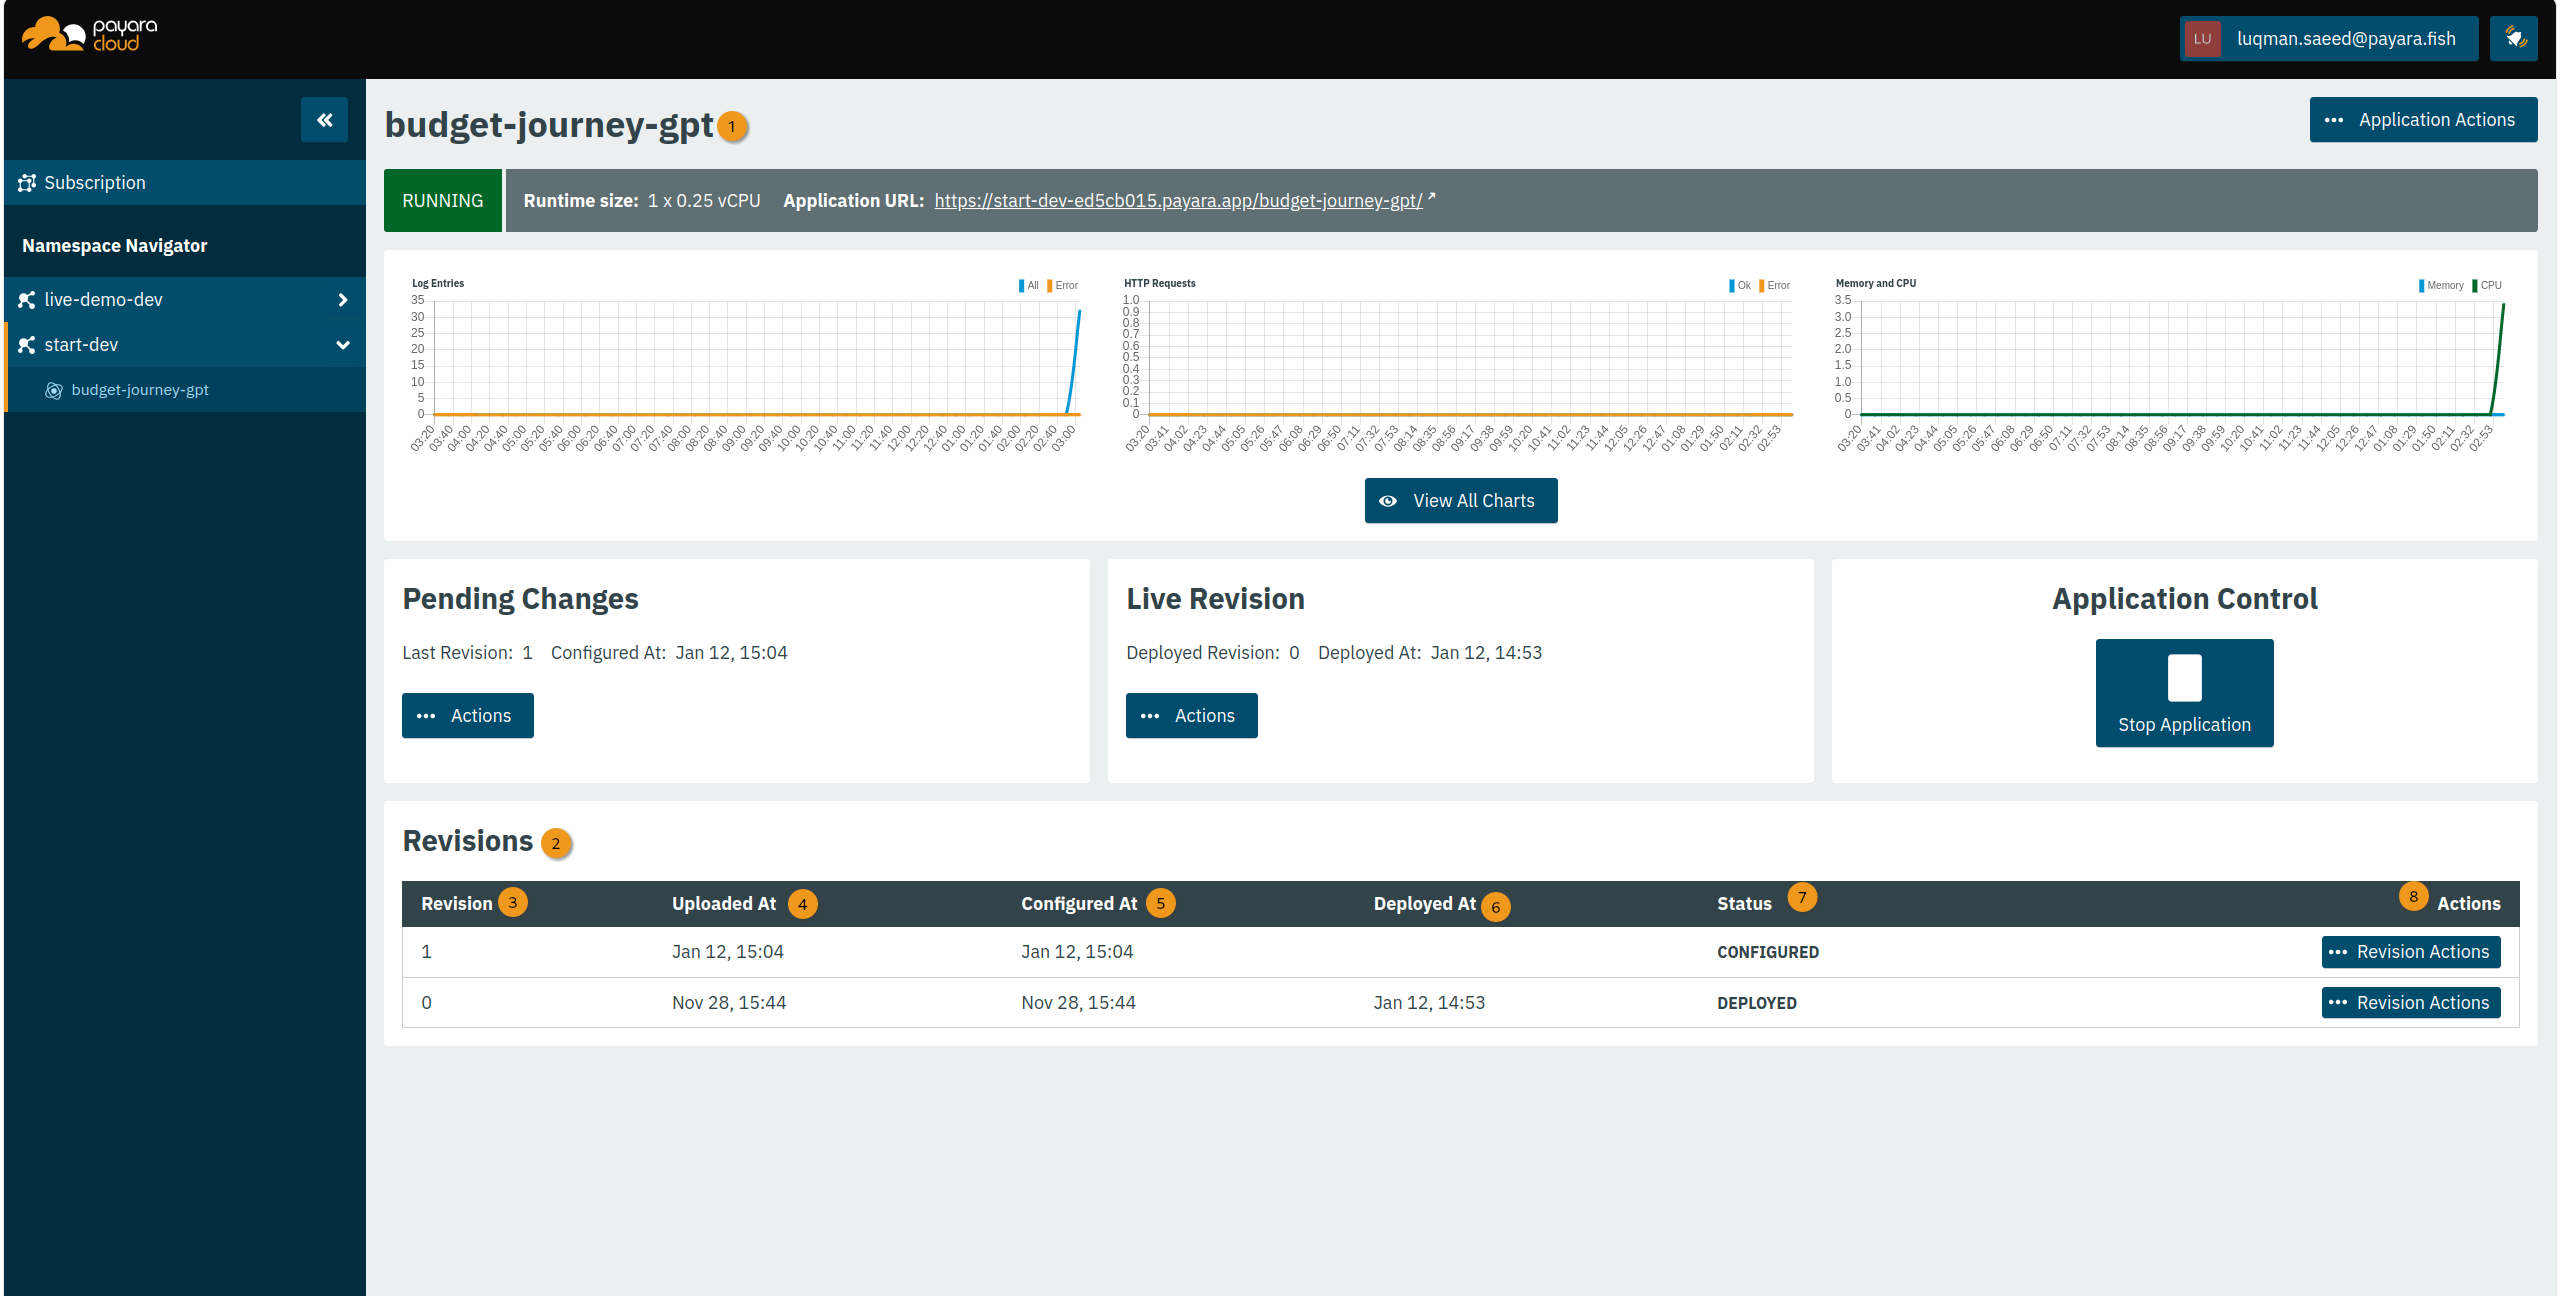 payara
cloud
LU luqman.saeed@payara.fish
budget-journey-gpt 1
Application Actions
Subscription
Namespace Navigator
live-demo-dev
start-dev
budget-journey-gpt
RUNNING Runtime size: 1 x 0.25 vCPU Application URL: https://start-dev-ed5cb015.payara.app/budget-journey-gpt/
Log Entries All Error
35
30
25
20
15
10
5
0
03:20 03:40 04:00 04:20 04:40 05:00 05:20 05:40 06:00 06:20 06:40 07:00 07:20 07:40 08:00 08:20 08:40 09:00 09:20 09:40 10:00 10:20 10:40 11:00 11:20 11:40 12:00 12:20 12:40 01:00 01:20 01:40 02:00 02:20 02:40 03:00
HTTP Requests Ok Error
1.0
0.9
0.8
0.7
0.6
0.5
0.4
0.3
0.2
0.1
0
03:20 03:41 04:02 04:23 04:44 05:05 05:26 05:47 06:08 06:29 06:50 07:11 07:32 07:53 08:14 08:35 08:56 09:17 09:38 09:59 10:20 10:41 11:02 11:23 11:44 12:05 12:26 12:47 01:08 01:29 01:50 02:11 02:32 02:53
Memory and CPU Memory CPU
3.5
3.0
2.5
2.0
1.5
1.0
0.5
0
03:20 03:41 04:02 04:23 04:44 05:05 05:26 05:47 06:08 06:29 06:50 07:11 07:32 07:53 08:14 08:35 08:56 09:17 09:38 09:59 10:20 10:41 11:02 11:23 11:44 12:05 12:26 12:47 01:08 01:29 01:50 02:11 02:32 02:53
View All Charts
Pending Changes
Last Revision: 1 Configured At: Jan 12, 15:04
Actions
Live Revision
Deployed Revision: 0 Deployed At: Jan 12, 14:53
Actions
Application Control
Stop Application
Revisions 2
Revision 3 Uploaded At 4 Configured At 5 Deployed At 6 Status 7 8 Actions
1 Jan 12, 15:04 Jan 12, 15:04 CONFIGURED Revision Actions
0 Nov 28, 15:44 Nov 28, 15:44 Jan 12, 14:53 DEPLOYED Revision Actions